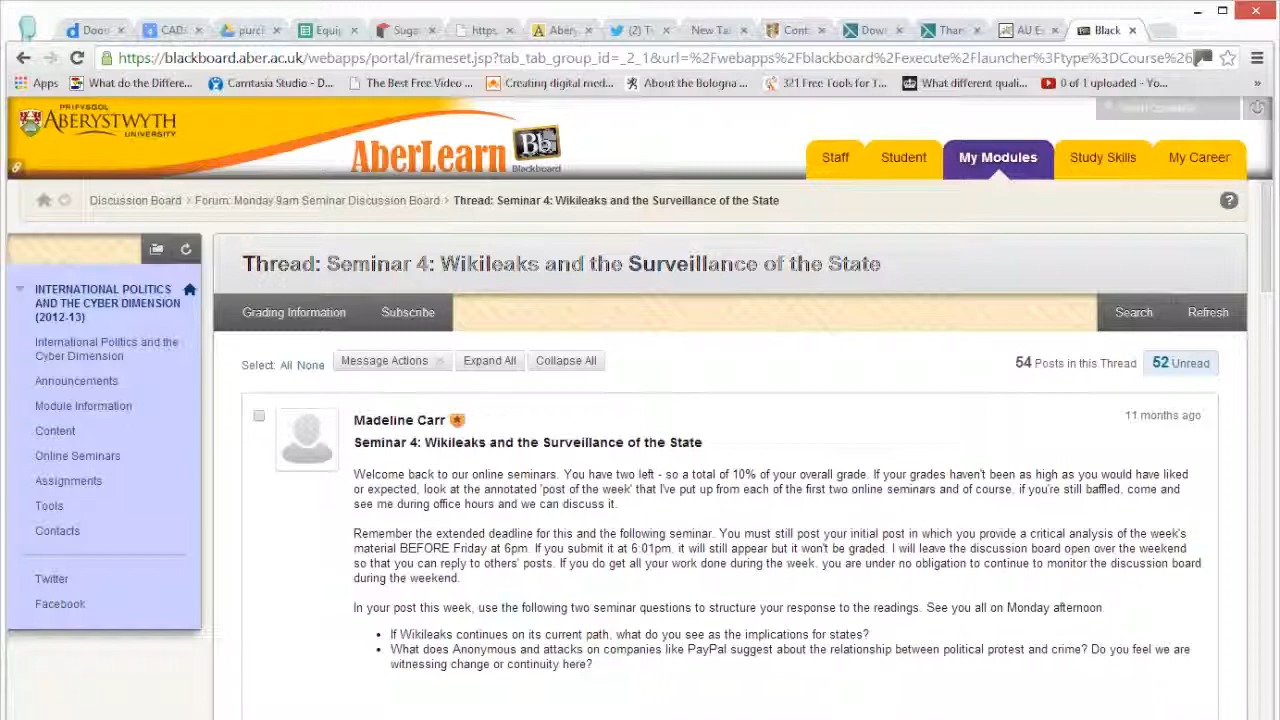 Docu
CADA
purcl
Equi
Suga
https
Aber
(2) T
New Ta
Cont
Down
Than
AU E
Black
https://blackboard.aber.ac.uk/webapps/portal/frameset.jsp?tab_tab_group_id=_2_1&url=%2Fwebapps%2Fblackboard%2Fexecute%2Flauncher%3Ftype%3DCourse%26
Apps
What do the Differe...
Camtasia Studio - D...
The Best Free Video ...
Creating digital med...
About the Bologna ...
321 Free Tools for T...
What different quali...
0 of 1 uploaded - Yo...
»
PRIFYSGOL
ABERYSTWYTH
UNIVERSITY
AberLearn
Bb
Blackboard
Staff
Student
My Modules
Study Skills
My Career
Discussion Board > Forum: Monday 9am Seminar Discussion Board > Thread: Seminar 4: Wikileaks and the Surveillance of the State
?
INTERNATIONAL POLITICS
AND THE CYBER DIMENSION
(2012-13)
International Politics and the
Cyber Dimension
Announcements
Module Information
Content
Online Seminars
Assignments
Tools
Contacts
Twitter
Facebook
Thread: Seminar 4: Wikileaks and the Surveillance of the State
Grading Information
Subscribe
Search
Refresh
Select: All None
Message Actions
Expand All
Collapse All
54 Posts in this Thread
52 Unread
Madeline Carr
11 months ago
Seminar 4: Wikileaks and the Surveillance of the State
Welcome back to our online seminars. You have two left - so a total of 10% of your overall grade. If your grades haven't been as high as you would have liked
or expected, look at the annotated 'post of the week' that I've put up from each of the first two online seminars and of course, if you're still baffled, come and
see me during office hours and we can discuss it.
Remember the extended deadline for this and the following seminar. You must still post your initial post in which you provide a critical analysis of the week's
material BEFORE Friday at 6pm. If you submit it at 6:01pm, it will still appear but it won't be graded. I will leave the discussion board open over the weekend
so that you can reply to others' posts. If you do get all your work done during the week, you are under no obligation to continue to monitor the discussion board
during the weekend.
In your post this week, use the following two seminar questions to structure your response to the readings. See you all on Monday afternoon.
• If Wikileaks continues on its current path, what do you see as the implications for states?
• What does Anonymous and attacks on companies like PayPal suggest about the relationship between political protest and crime? Do you feel we are
witnessing change or continuity here?